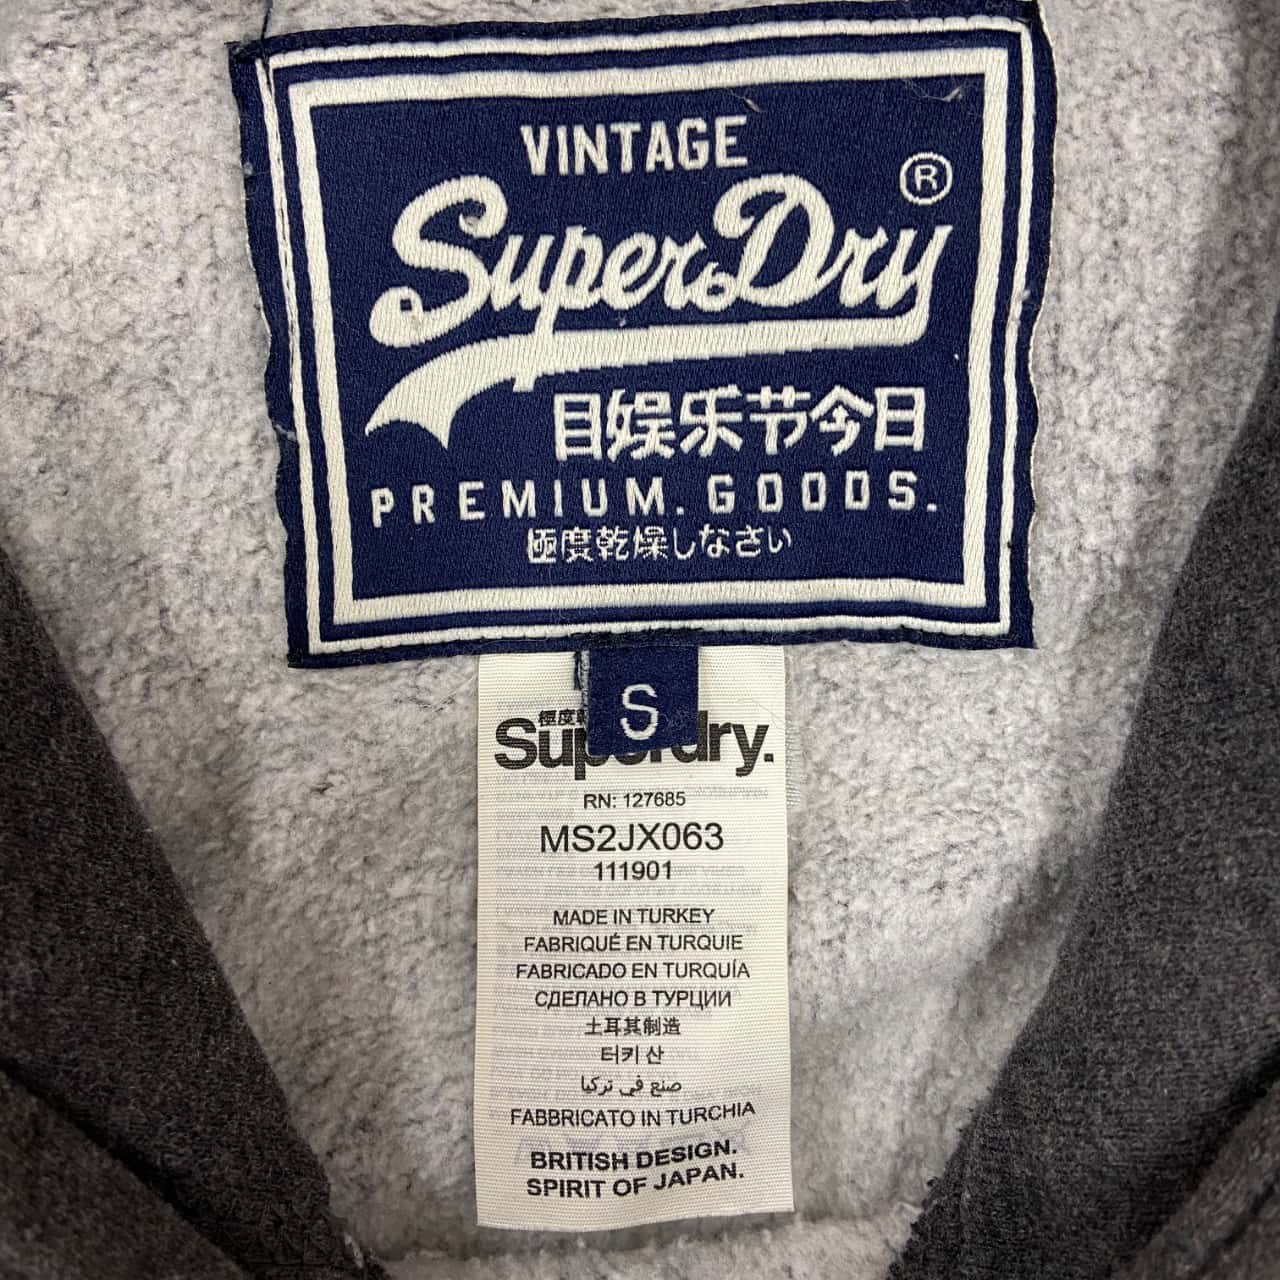 VINTAGE
SuperDry ®
目娱乐节今日
PREMIUM. GOODS.
極度乾燥しなさい
S
極度
Superdry.
RN: 127685
MS2JX063
111901
MADE IN TURKEY
FABRIQUÉ EN TURQUIE
FABRICADO EN TURQUÍA
СДЕЛАНО В ТУРЦИИ
土耳其制造
터키 산
صنع في تركيا
FABBRICATO IN TURCHIA
BRITISH DESIGN.
SPIRIT OF JAPAN.